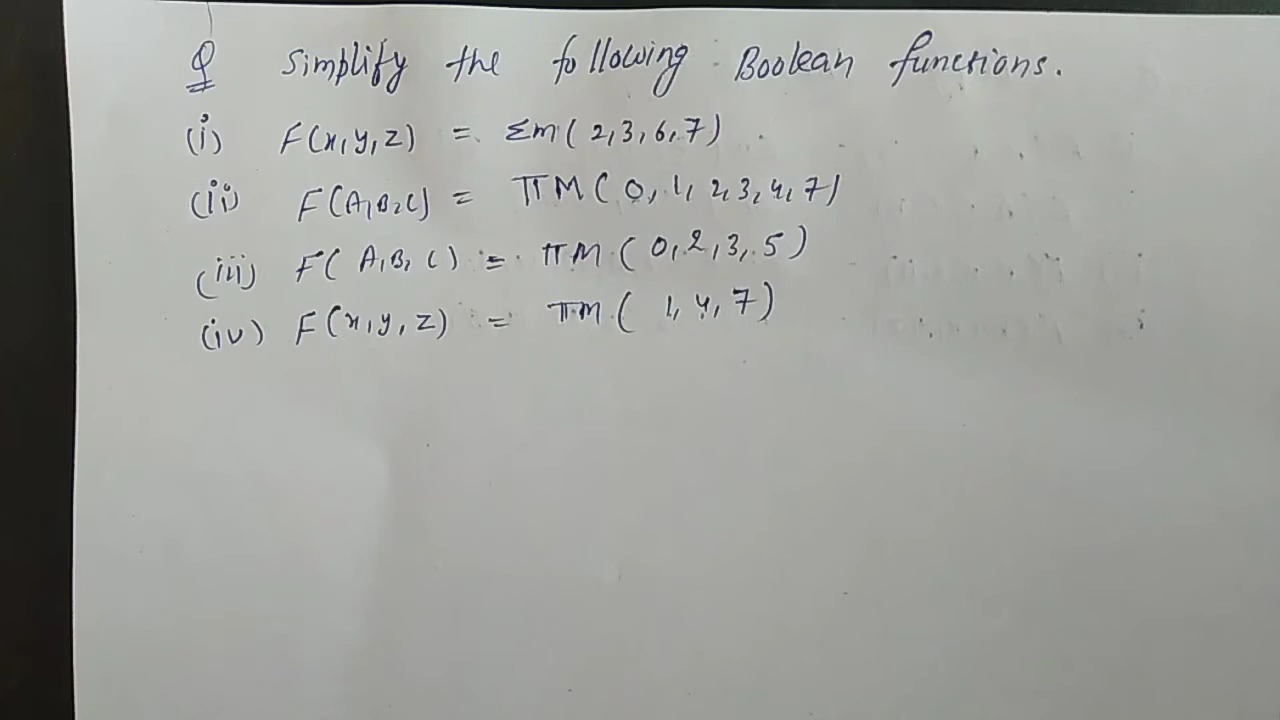 Q Simplify the following Boolean functions.
(i) F(x,y,z) = Σm( 2,3,6,7)
(ii) F(A,B,C) = πM( 0,1,2,3,4,7)
(iii) F( A,B, C) = πM ( 0,2,3,5)
(iv) F(x,y,z) = πM ( 1,4,7)